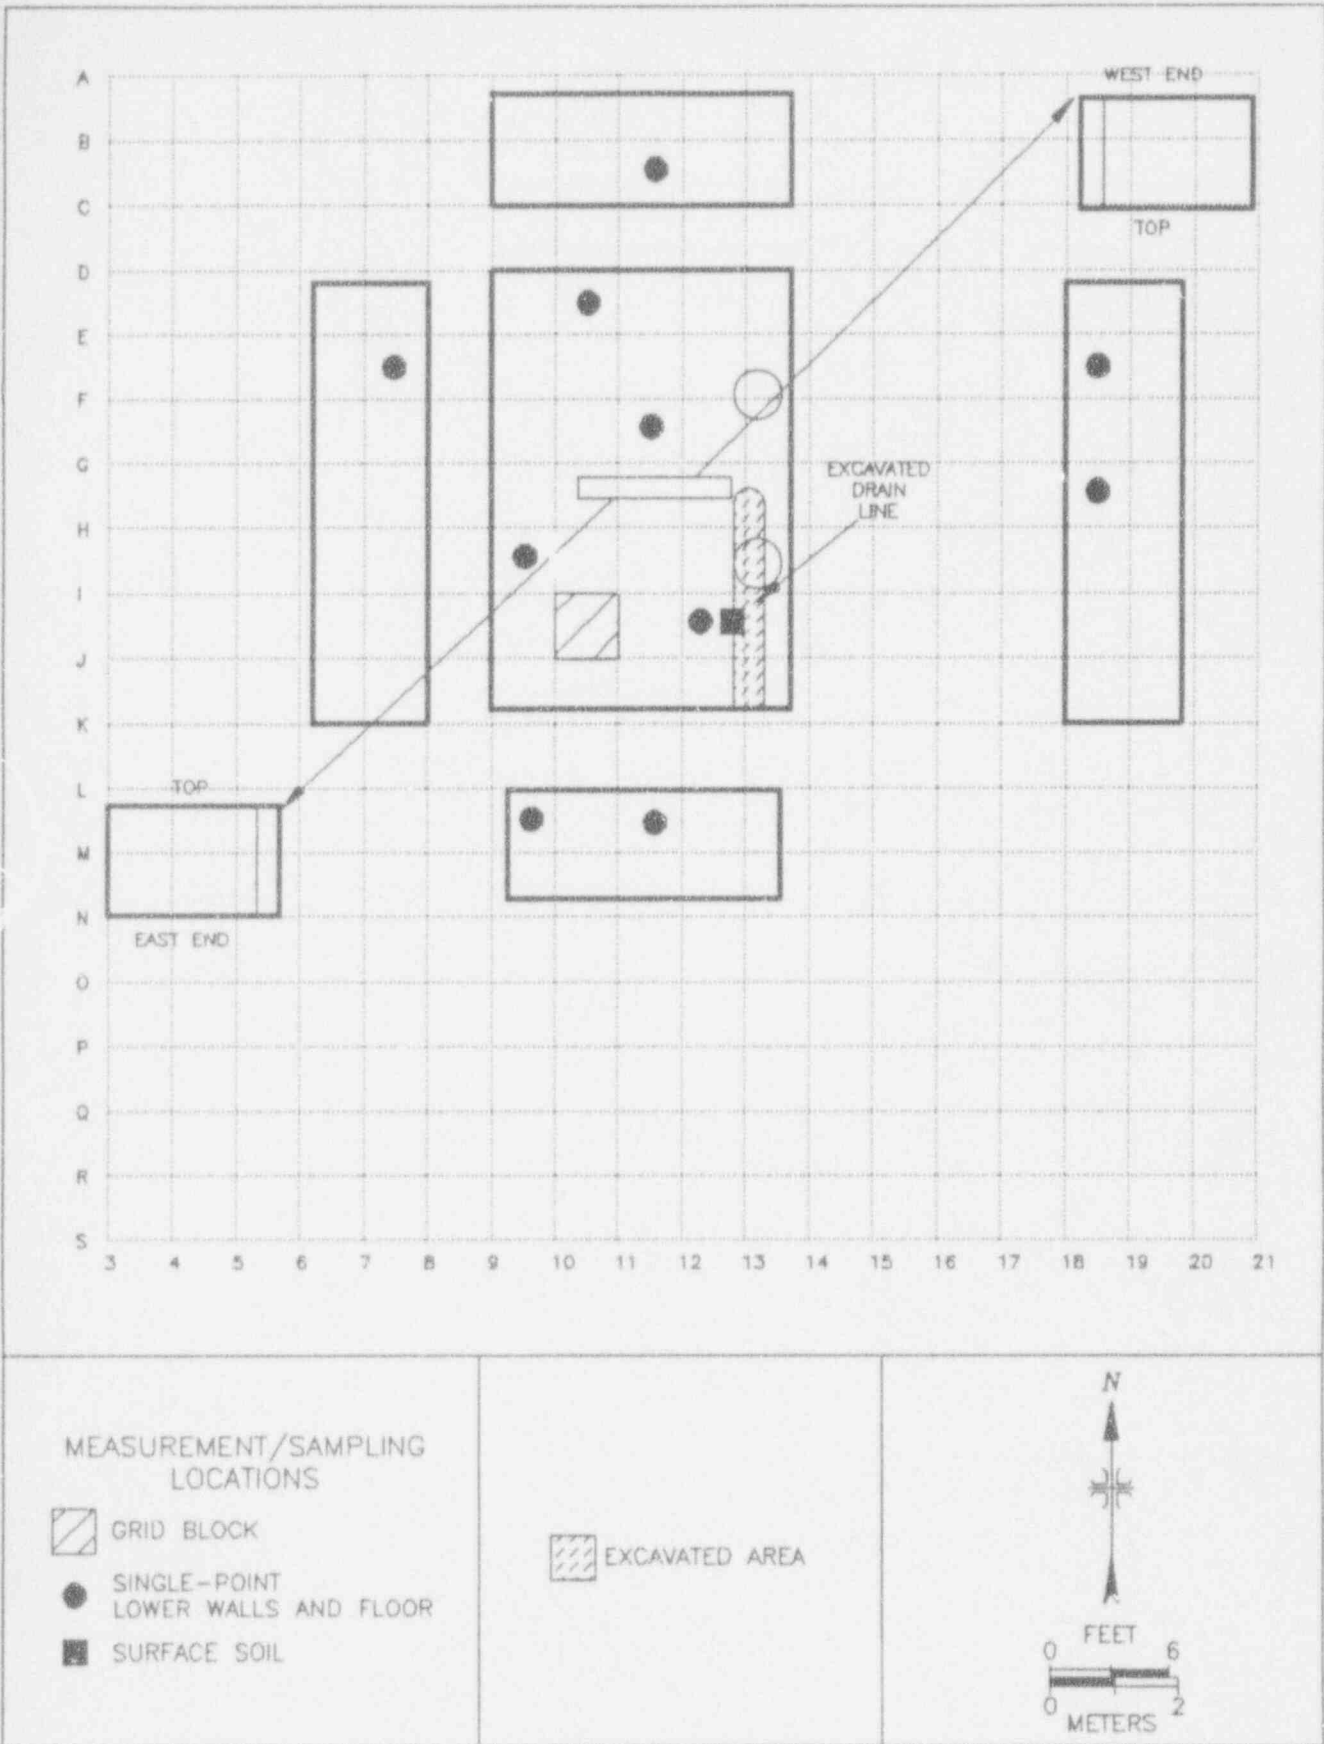 A
WEST END
B
C
TOP
D
E
F
G
EXCAVATED
DRAIN
LINE
H
I
J
K
L
TOP
M
N
EAST END
O
P
Q
R
S
3 4 5 6 7 8 9 10 11 12 13 14 15 16 17 18 19 20 21
MEASUREMENT/SAMPLING
LOCATIONS
GRID BLOCK
SINGLE-POINT
LOWER WALLS AND FLOOR
SURFACE SOIL
EXCAVATED AREA
N
FEET
0 6
0 2
METERS